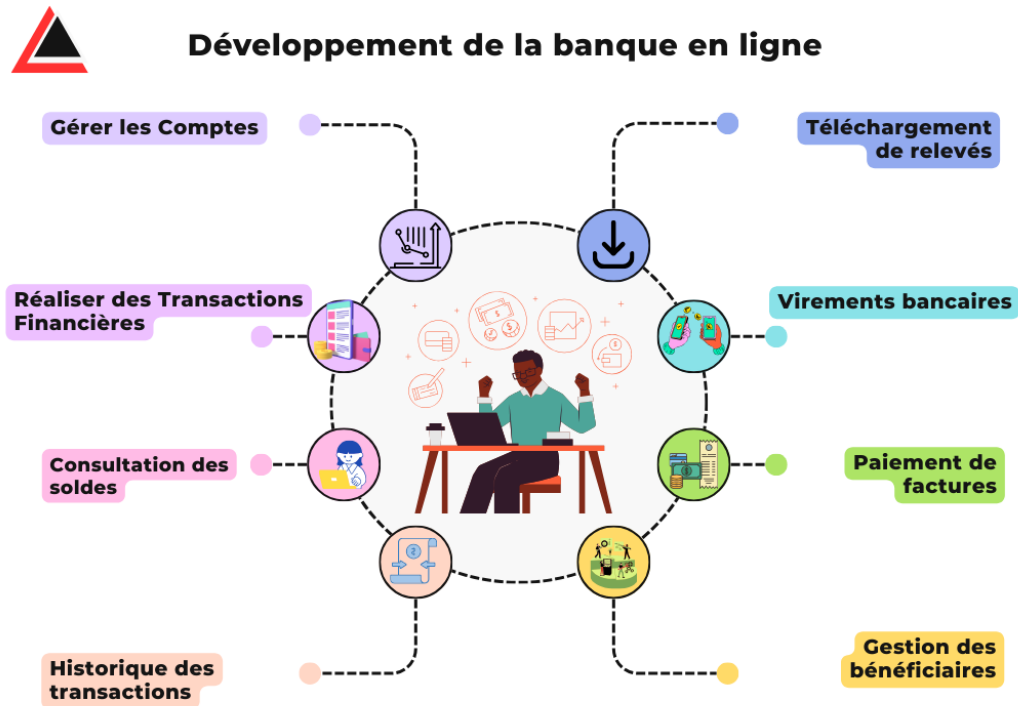 Développement de la banque en ligne
Gérer les Comptes
Téléchargement
de relevés
Réaliser des Transactions
Financières
Virements bancaires
Consultation des
soldes
Paiement de
factures
Historique des
transactions
Gestion des
bénéficiaires